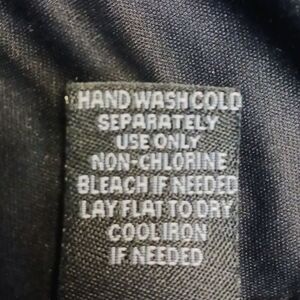 HAND WASH COLD
SEPARATELY
USE ONLY
NON-CHLORINE
BLEACH IF NEEDED
LAY FLAT TO DRY
COOL IRON
IF NEEDED